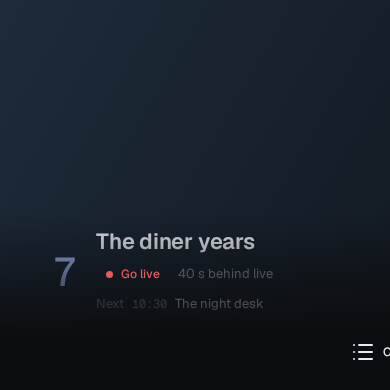 The diner years
7
Go live 40 s behind live
Next 10:30 The night desk